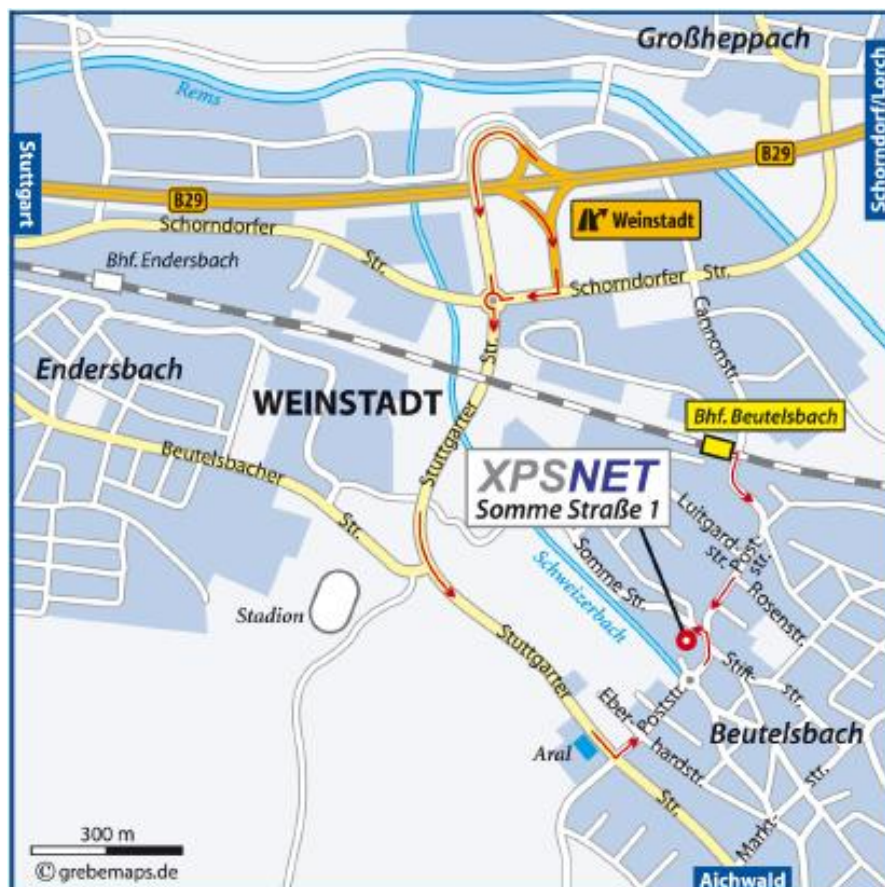 Großheppach
Schorndorf/Lorch
Rems
Stuttgart
B29
B29
Weinstadt
Schorndorfer
Str.
Bhf. Endersbach
Schorndorfer Str.
Cannonstr.
Endersbach
WEINSTADT
Str.
Stuttgarter
Bhf. Beutelsbach
Beutelsbacher
Str.
XPSNET
Somme Straße 1
Luitgard-
str.
Post-
str.
Somme Str.
Rosenstr.
Schweizerbach
Stadion
Stuttgarter
Str.
Stift-
str.
Eber-
hardstr.
Poststr.
Beutelsbach
Aral
Markt-
str.
300 m
© grebemaps.de
Aichwald